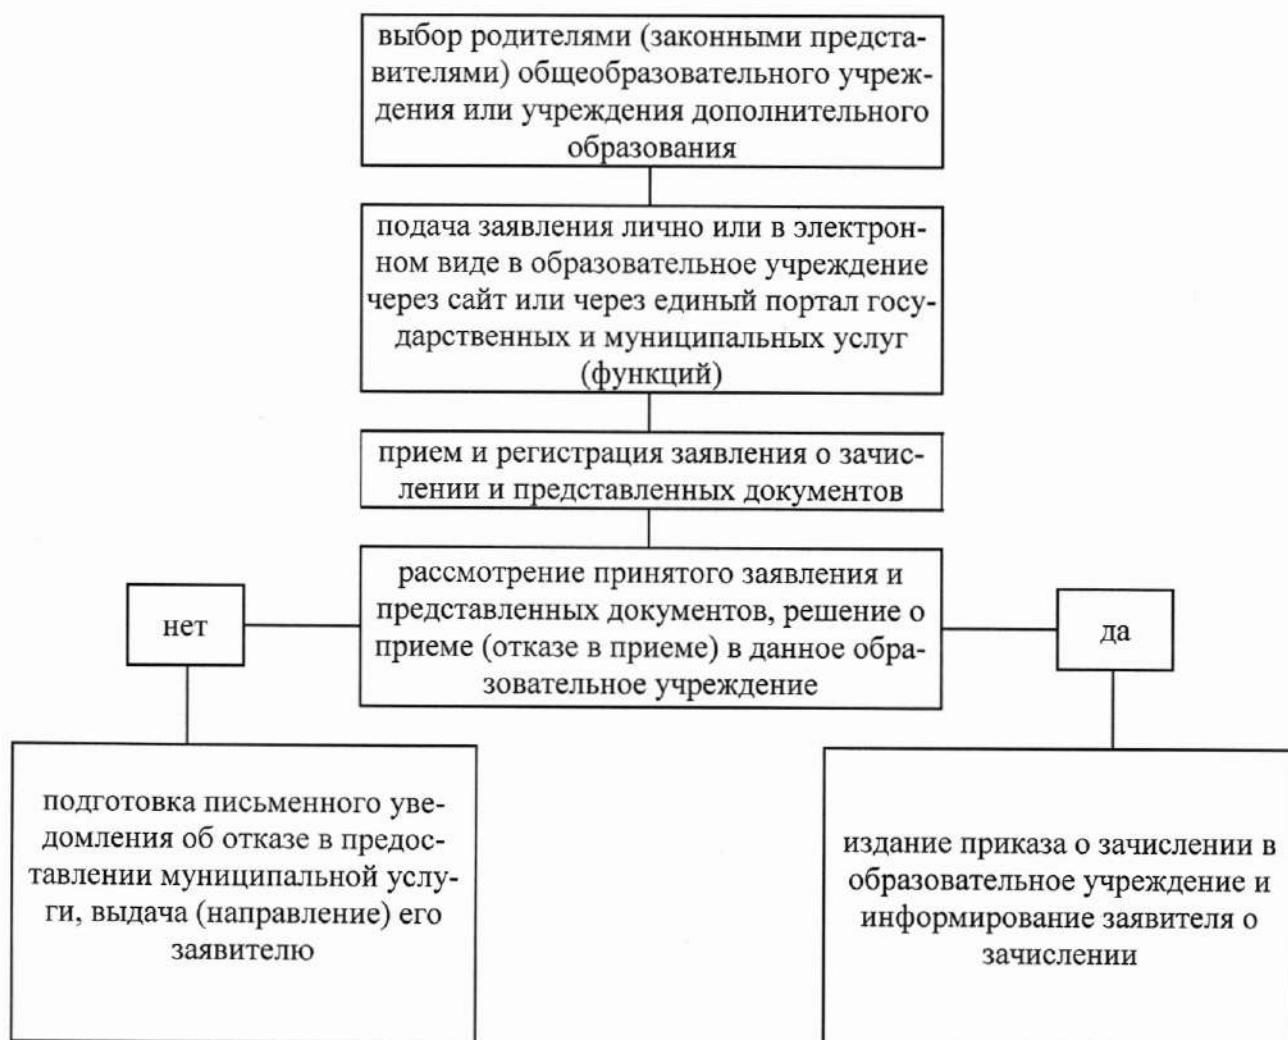 выбор родителями (законными предста-
вителями) общеобразовательного учреж-
дения или учреждения дополнительного
образования
подача заявления лично или в электрон-
ном виде в образовательное учреждение
через сайт или через единый портал госу-
дарственных и муниципальных услуг
(функций)
прием и регистрация заявления о зачис-
лении и представленных документов
рассмотрение принятого заявления и
представленных документов, решение о
приеме (отказе в приеме) в данное обра-
зовательное учреждение
нет
да
подготовка письменного уве-
домления об отказе в предос-
тавлении муниципальной услу-
ги, выдача (направление) его
заявителю
издание приказа о зачислении в
образовательное учреждение и
информирование заявителя о
зачислении